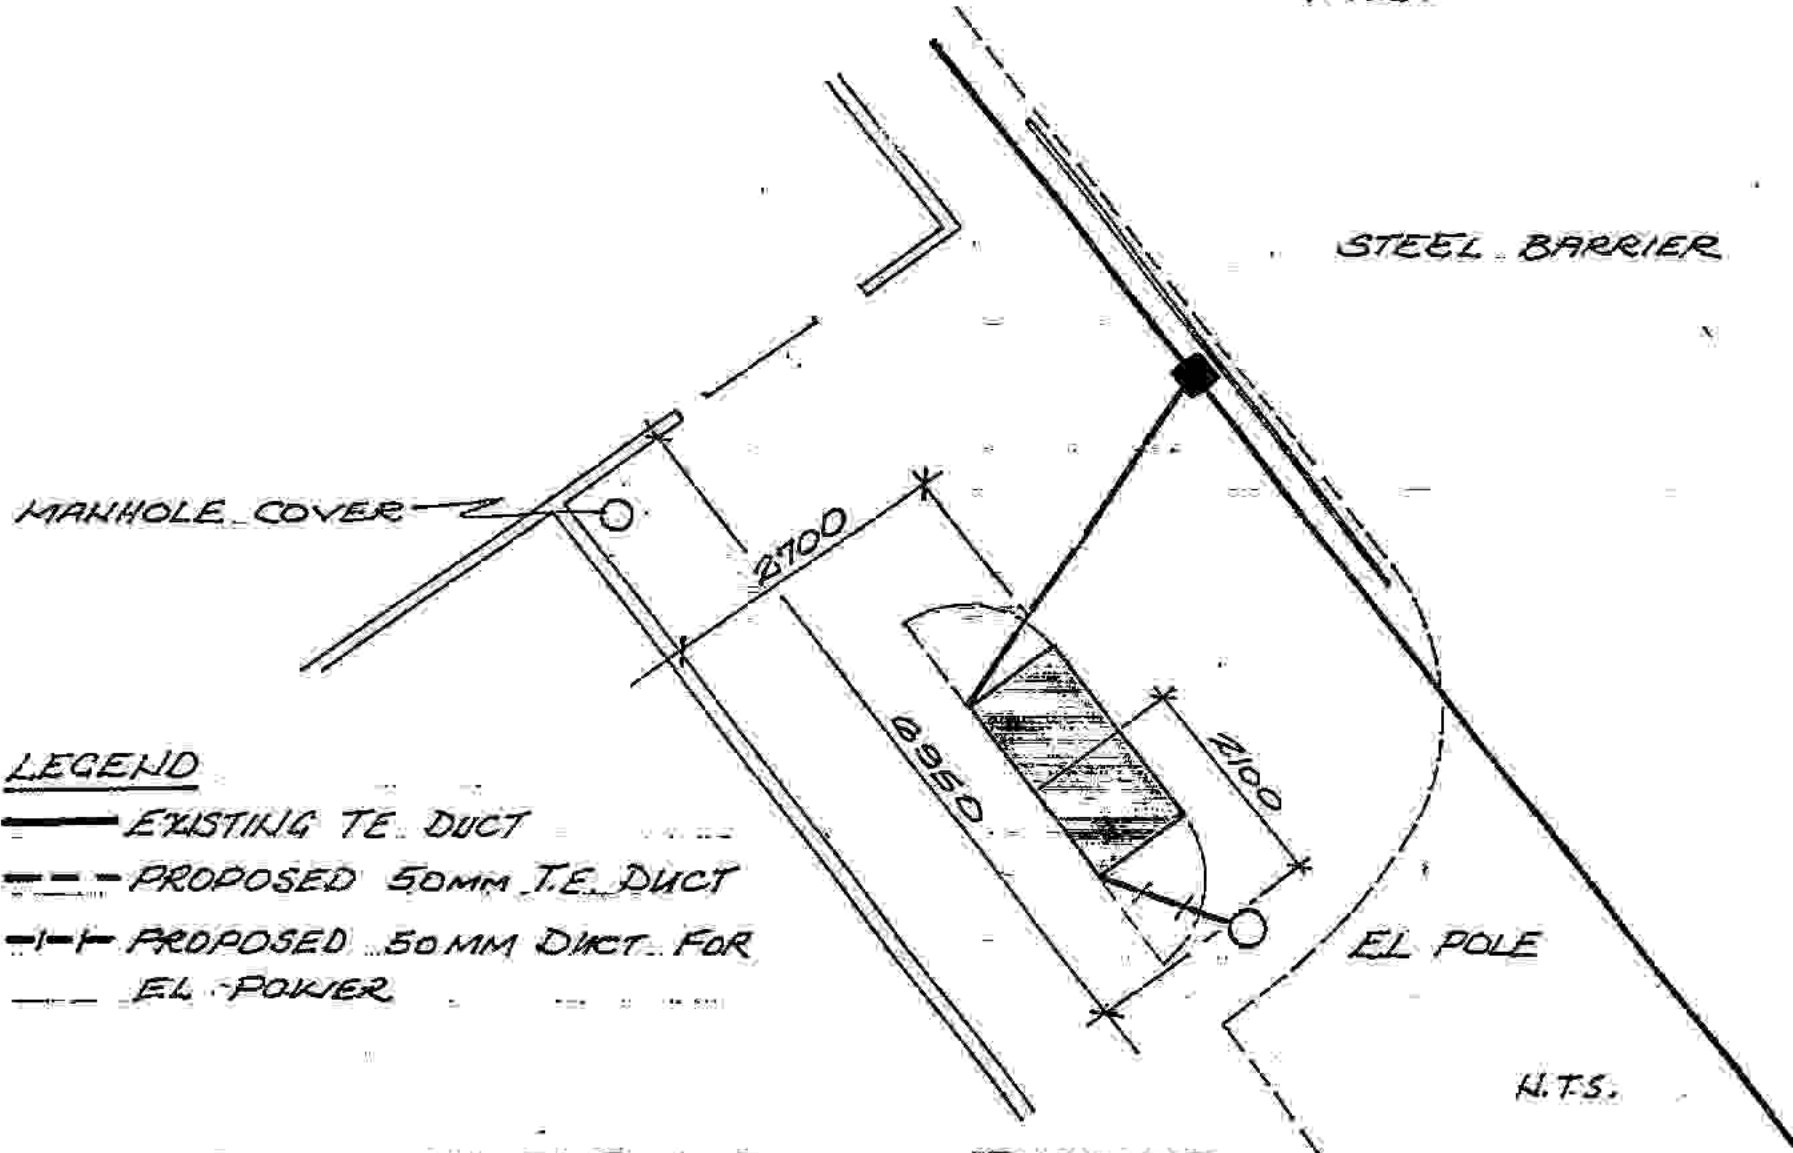 STEEL BARRIER
MANHOLE COVER
2700
6950
2100
LEGEND
EXISTING TE DUCT
PROPOSED 50MM T.E. DUCT
PROPOSED 50MM DUCT FOR
EL POWER
EL POLE
N.T.S.